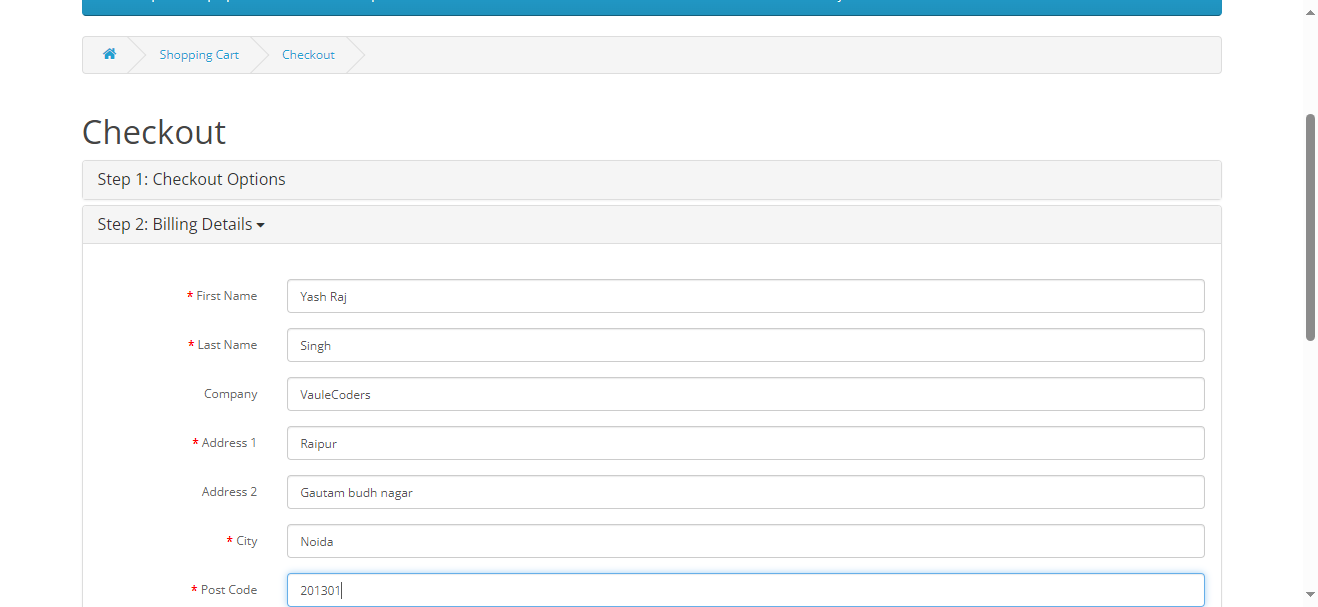 Shopping Cart
Checkout
Checkout
Step 1: Checkout Options
Step 2: Billing Details
* First Name
Yash Raj
* Last Name
Singh
Company
VauleCoders
* Address 1
Raipur
Address 2
Gautam budh nagar
* City
Noida
* Post Code
201301